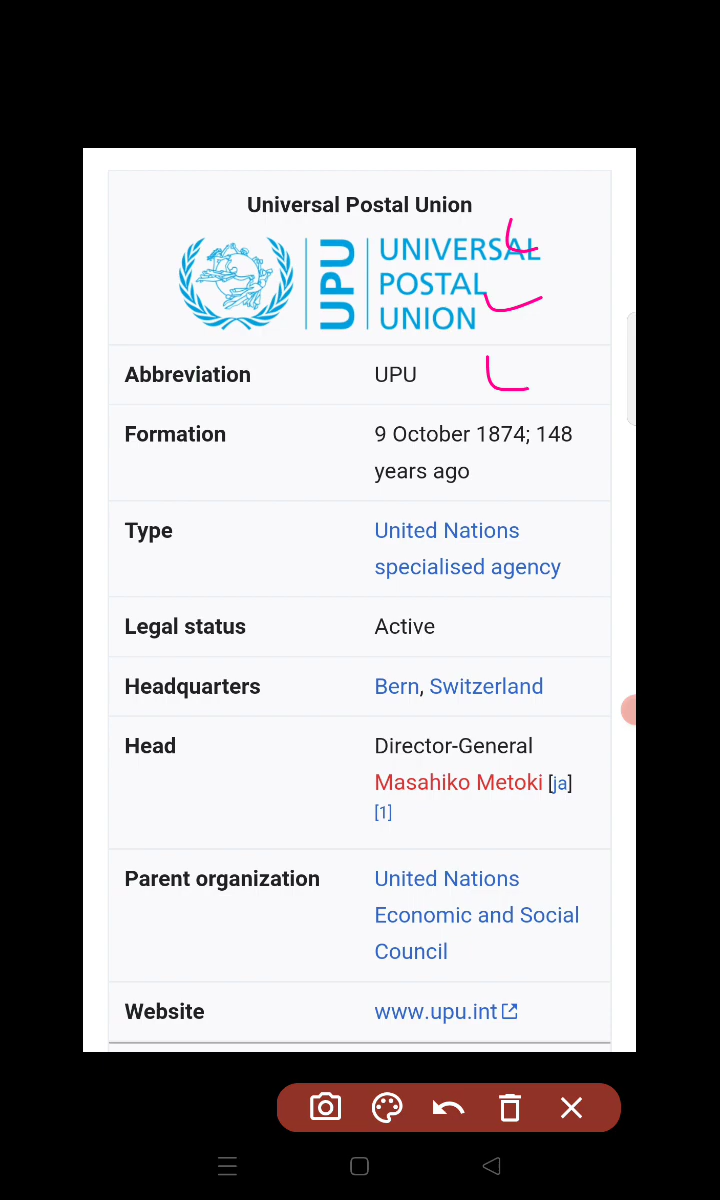 Universal Postal Union
UPU
UNIVERSAL
POSTAL
UNION
Abbreviation UPU
Formation 9 October 1874; 148
years ago
Type United Nations
specialised agency
Legal status Active
Headquarters Bern, Switzerland
Head Director-General
Masahiko Metoki [ja]
[1]
Parent organization United Nations
Economic and Social
Council
Website www.upu.int